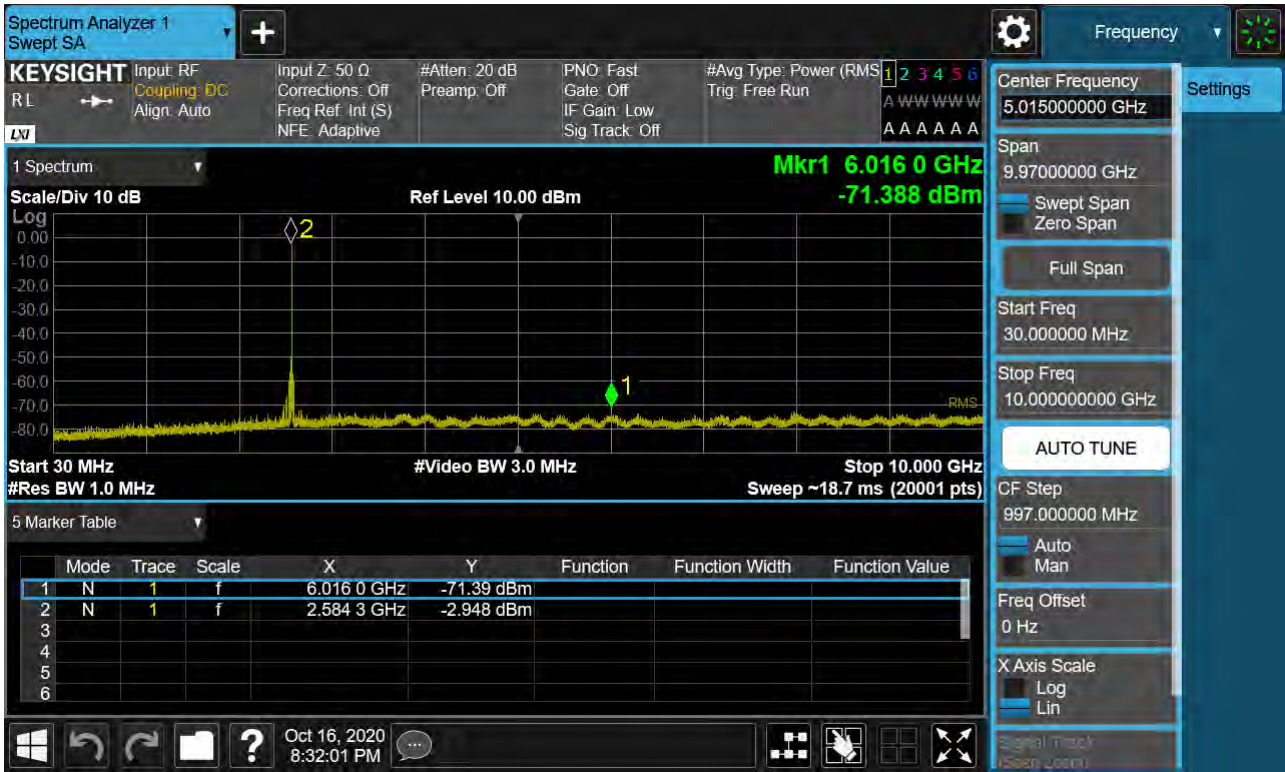 Spectrum Analyzer 1
Swept SA
+
Frequency
KEYSIGHT
RL
LXI
Input: RF
Coupling: DC
Align: Auto
Input Z: 50 Ω
Corrections: Off
Freq Ref: Int (S)
NFE: Adaptive
#Atten: 20 dB
Preamp: Off
PNO: Fast
Gate: Off
IF Gain: Low
Sig Track: Off
#Avg Type: Power (RMS
Trig: Free Run
1 2 3 4 5 6
A W W W W W
A A A A A A
1 Spectrum
Scale/Div 10 dB
Ref Level 10.00 dBm
Mkr1 6.016 0 GHz
-71.388 dBm
Log
0.00
-10.0
-20.0
-30.0
-40.0
-50.0
-60.0
-70.0
-80.0
2
1
RMS
Start 30 MHz
#Video BW 3.0 MHz
Stop 10.000 GHz
#Res BW 1.0 MHz
Sweep ~18.7 ms (20001 pts)
5 Marker Table
Mode Trace Scale X Y Function Function Width Function Value
1 N 1 f 6.016 0 GHz -71.39 dBm
2 N 1 f 2.584 3 GHz -2.948 dBm
3
4
5
6
Oct 16, 2020
8:32:01 PM
?
Center Frequency
5.015000000 GHz
Settings
Span
9.97000000 GHz
Swept Span
Zero Span
Full Span
Start Freq
30.000000 MHz
Stop Freq
10.000000000 GHz
AUTO TUNE
CF Step
997.000000 MHz
Auto
Man
Freq Offset
0 Hz
X Axis Scale
Log
Lin
Signal Track
(Span Zoom)